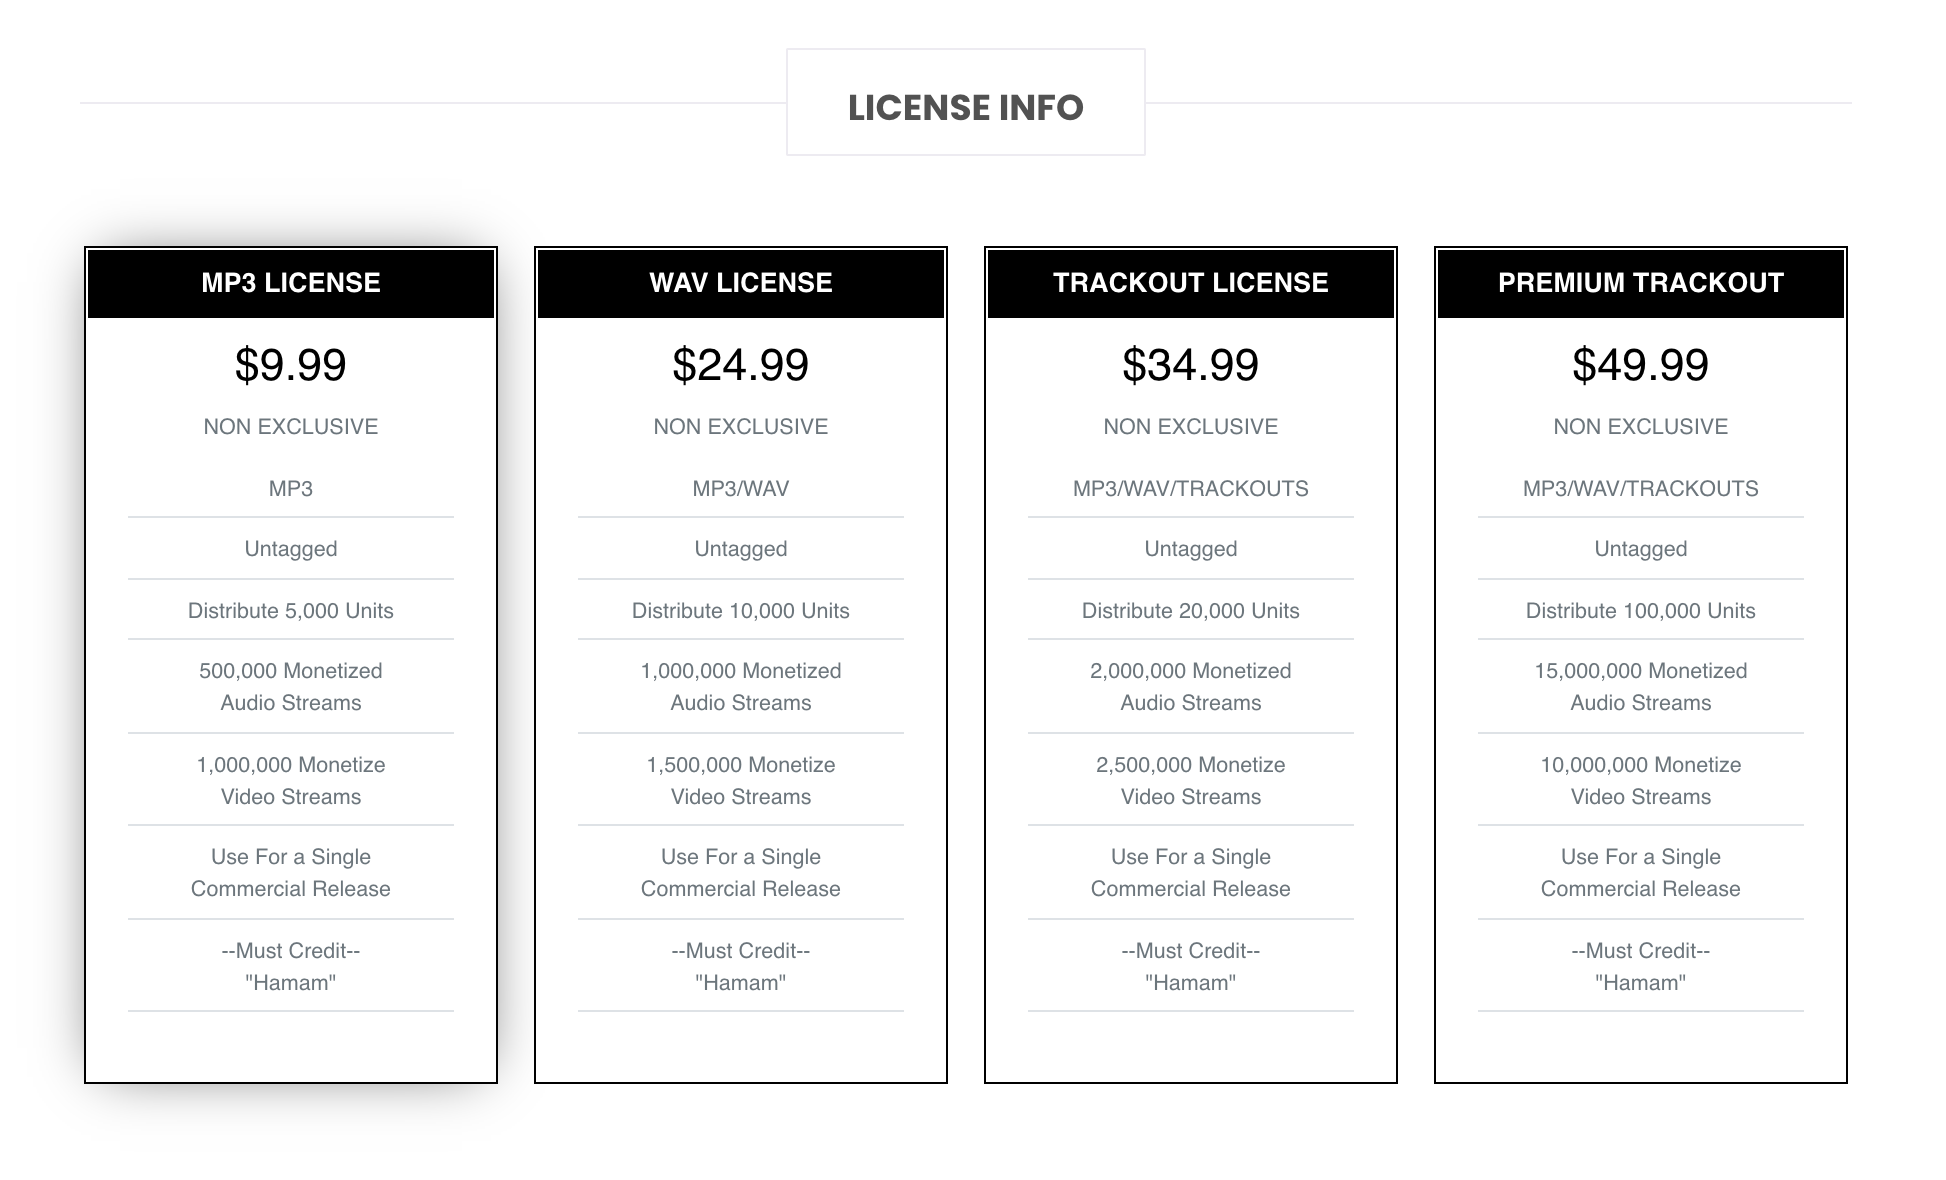 LICENSE INFO
MP3 LICENSE
$9.99
NON EXCLUSIVE
MP3
Untagged
Distribute 5,000 Units
500,000 Monetized
Audio Streams
1,000,000 Monetize
Video Streams
Use For a Single
Commercial Release
--Must Credit--
"Hamam"
WAV LICENSE
$24.99
NON EXCLUSIVE
MP3/WAV
Untagged
Distribute 10,000 Units
1,000,000 Monetized
Audio Streams
1,500,000 Monetize
Video Streams
Use For a Single
Commercial Release
--Must Credit--
"Hamam"
TRACKOUT LICENSE
$34.99
NON EXCLUSIVE
MP3/WAV/TRACKOUTS
Untagged
Distribute 20,000 Units
2,000,000 Monetized
Audio Streams
2,500,000 Monetize
Video Streams
Use For a Single
Commercial Release
--Must Credit--
"Hamam"
PREMIUM TRACKOUT
$49.99
NON EXCLUSIVE
MP3/WAV/TRACKOUTS
Untagged
Distribute 100,000 Units
15,000,000 Monetized
Audio Streams
10,000,000 Monetize
Video Streams
Use For a Single
Commercial Release
--Must Credit--
"Hamam"